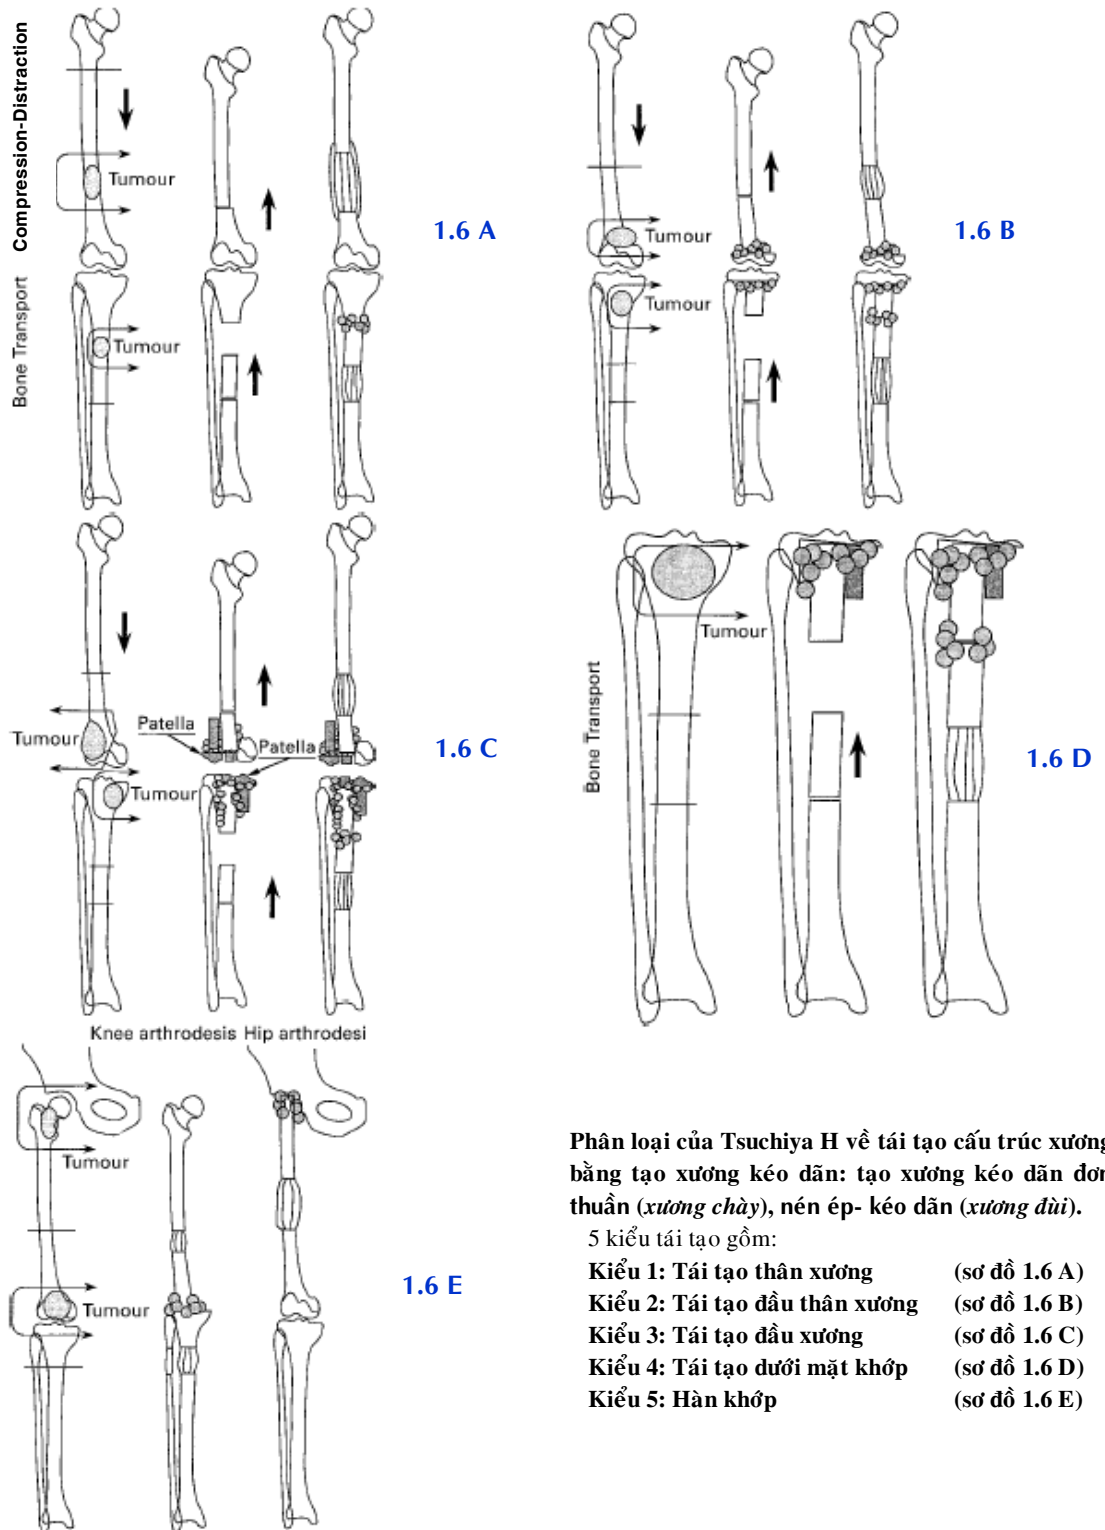 Compression-Distraction
Bone Transport
Tumour
Tumour
1.6 A
Tumour
Tumour
1.6 B
Tumour
Patella
Patella
Tumour
1.6 C
Bone Transport
Tumour
1.6 D
Knee arthrodesis Hip arthrodesi
Tumour
Tumour
1.6 E
Phân loại của Tsuchiya H về tái tạo cấu trúc xương
bằng tạo xương kéo dãn: tạo xương kéo dãn đơn
thuần (xương chày), nén ép- kéo dãn (xương đùi).
5 kiểu tái tạo gồm:
Kiểu 1: Tái tạo thân xương (sơ đồ 1.6 A)
Kiểu 2: Tái tạo đầu thân xương (sơ đồ 1.6 B)
Kiểu 3: Tái tạo đầu xương (sơ đồ 1.6 C)
Kiểu 4: Tái tạo dưới mặt khớp (sơ đồ 1.6 D)
Kiểu 5: Hàn khớp (sơ đồ 1.6 E)